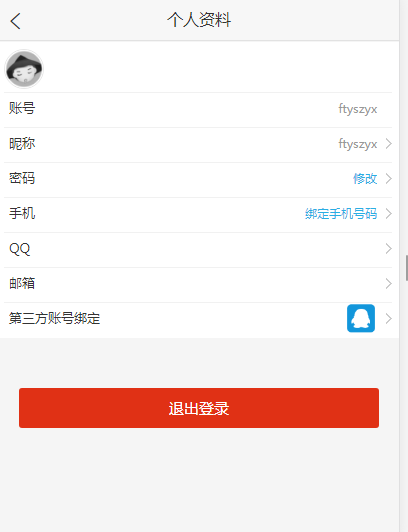 个人资料
账号 ftyszyx
昵称 ftyszyx
密码 修改
手机 绑定手机号码
QQ
邮箱
第三方账号绑定
退出登录